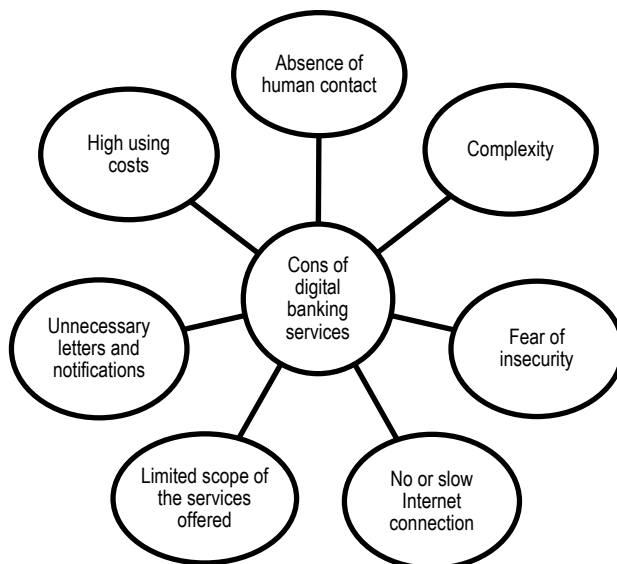 Absence of
human contact
High using
costs
Complexity
Cons of
digital
banking
services
Unnecessary
letters and
notifications
Fear of
insecurity
Limited scope of
the services
offered
No or slow
Internet
connection